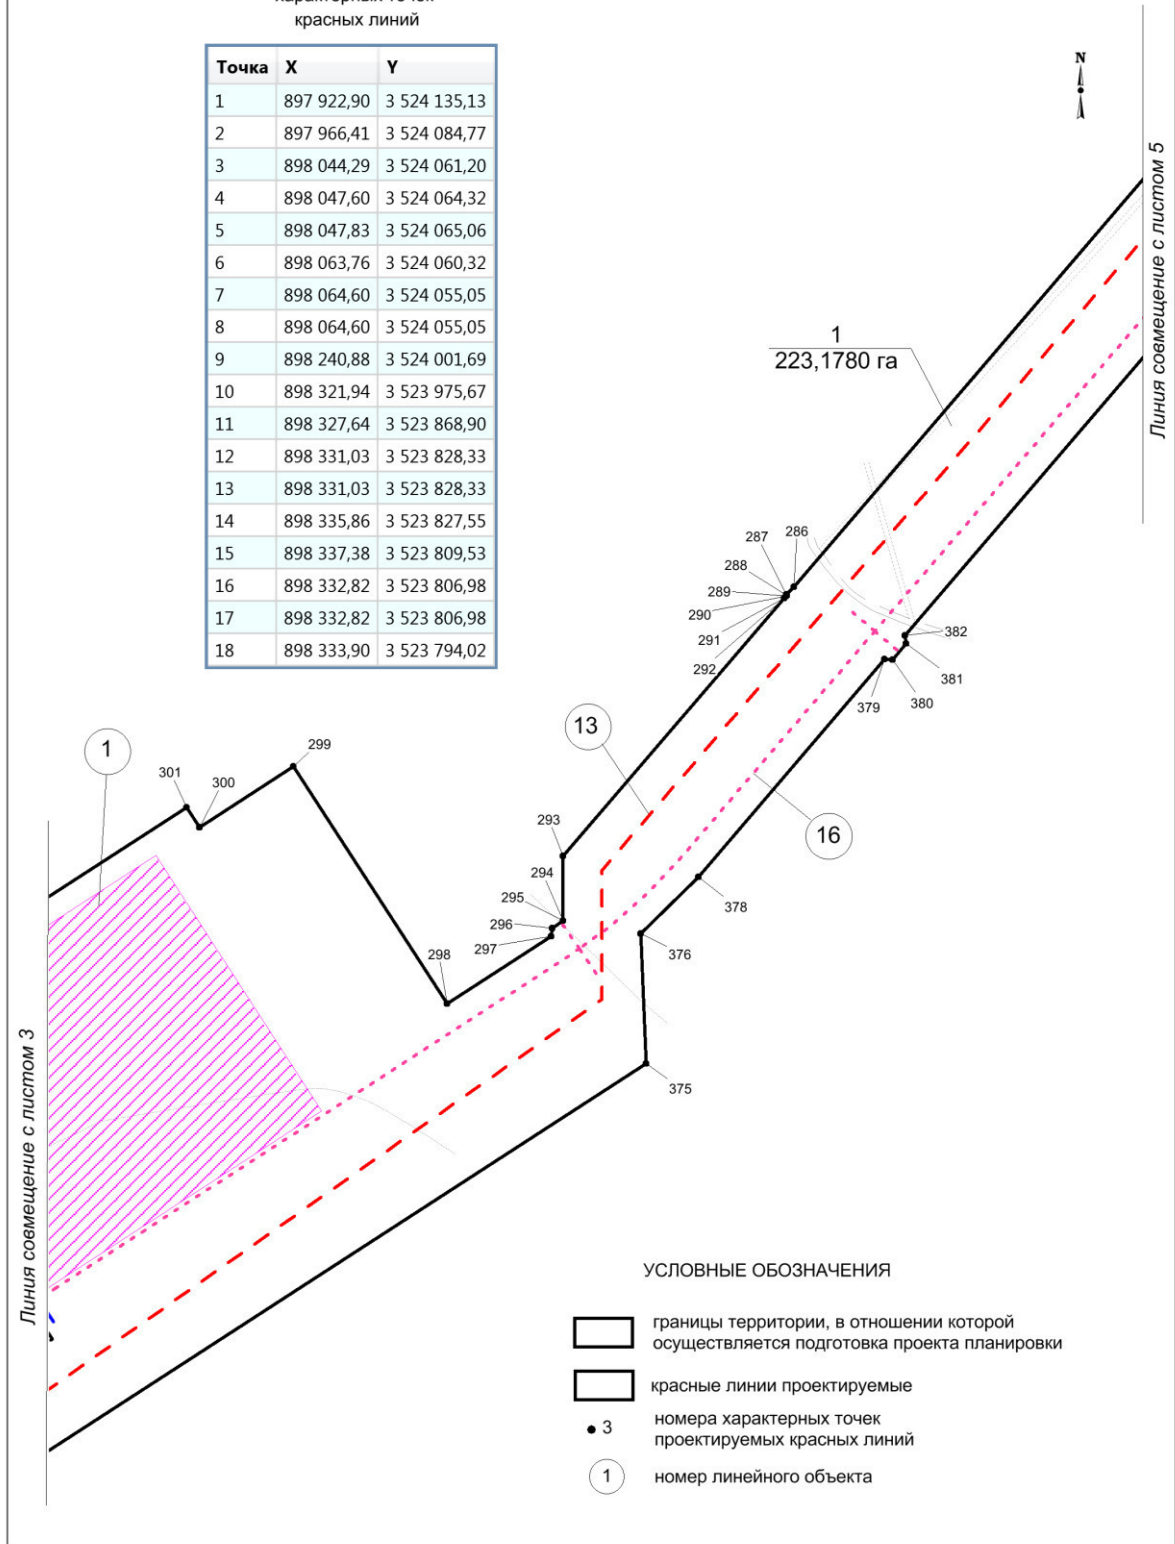 характерных точек
красных линий
Точка X Y
1 897 922,90 3 524 135,13
2 897 966,41 3 524 084,77
3 898 044,29 3 524 061,20
4 898 047,60 3 524 064,32
5 898 047,83 3 524 065,06
6 898 063,76 3 524 060,32
7 898 064,60 3 524 055,05
8 898 064,60 3 524 055,05
9 898 240,88 3 524 001,69
10 898 321,94 3 523 975,67
11 898 327,64 3 523 868,90
12 898 331,03 3 523 828,33
13 898 331,03 3 523 828,33
14 898 335,86 3 523 827,55
15 898 337,38 3 523 809,53
16 898 332,82 3 523 806,98
17 898 332,82 3 523 806,98
18 898 333,90 3 523 794,02
N
Линия совмещение с листом 5
1
223,1780 га
286
287
288
289
290
291
292
382
381
380
379
13
16
1
299
301
300
293
294
295
296
297
298
378
376
375
Линия совмещение с листом 3
УСЛОВНЫЕ ОБОЗНАЧЕНИЯ
границы территории, в отношении которой
осуществляется подготовка проекта планировки
красные линии проектируемые
3 номера характерных точек
проектируемых красных линий
1 номер линейного объекта